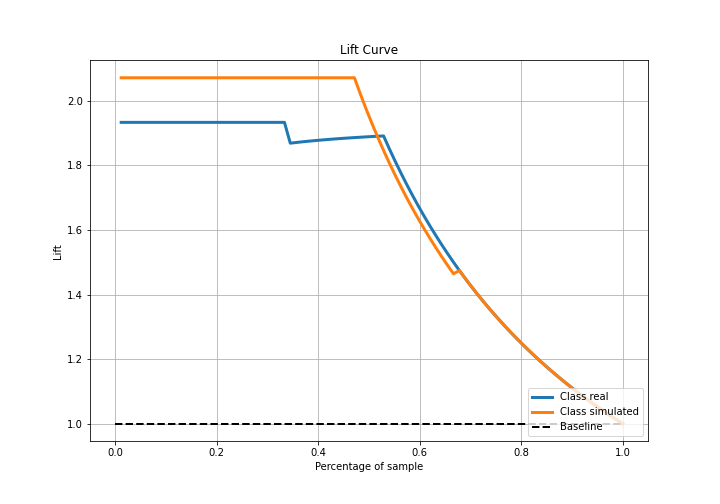 Lift Curve
Lift
2.0
1.8
1.6
1.4
1.2
1.0
0.0 0.2 0.4 0.6 0.8 1.0
Percentage of sample
Class real
Class simulated
Baseline